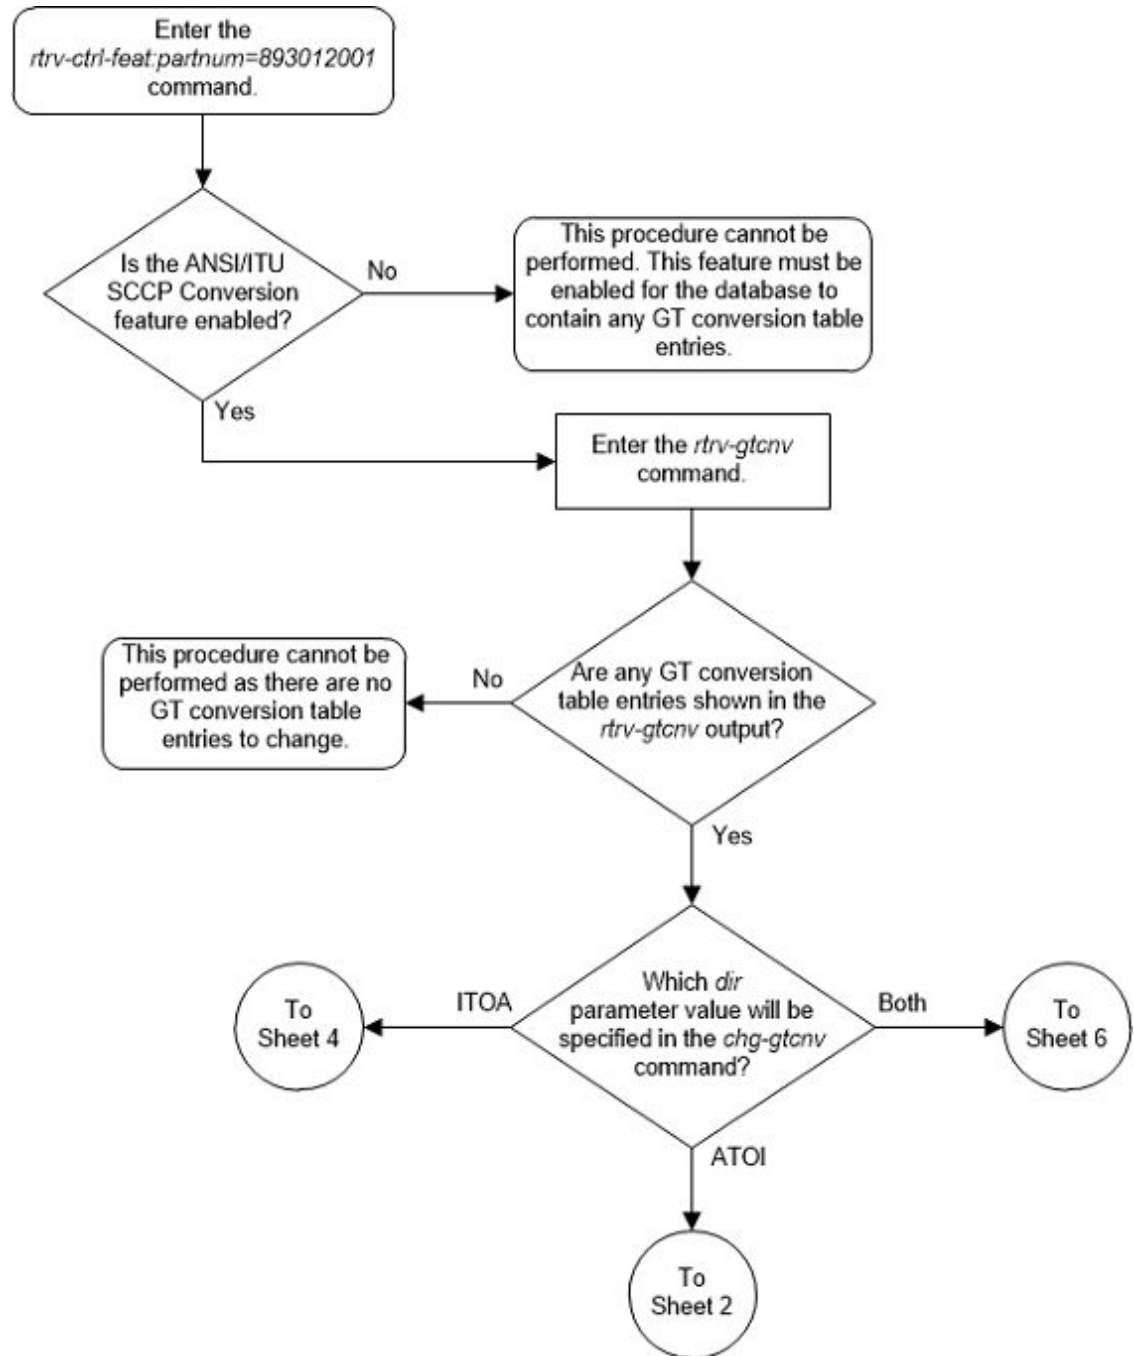 Enter the
rtrv-ctrl-feat:partnum=893012001
command.
Is the ANSI/ITU
SCCP Conversion
feature enabled?
No
This procedure cannot be
performed. This feature must be
enabled for the database to
contain any GT conversion table
entries.
Yes
Enter the rtrv-gtcnv
command.
Are any GT conversion
table entries shown in the
rtrv-gtcnv output?
No
This procedure cannot be
performed as there are no
GT conversion table
entries to change.
Yes
Which dir
parameter value will be
specified in the chg-gtcnv
command?
ITOA
To
Sheet 4
Both
To
Sheet 6
ATOI
To
Sheet 2